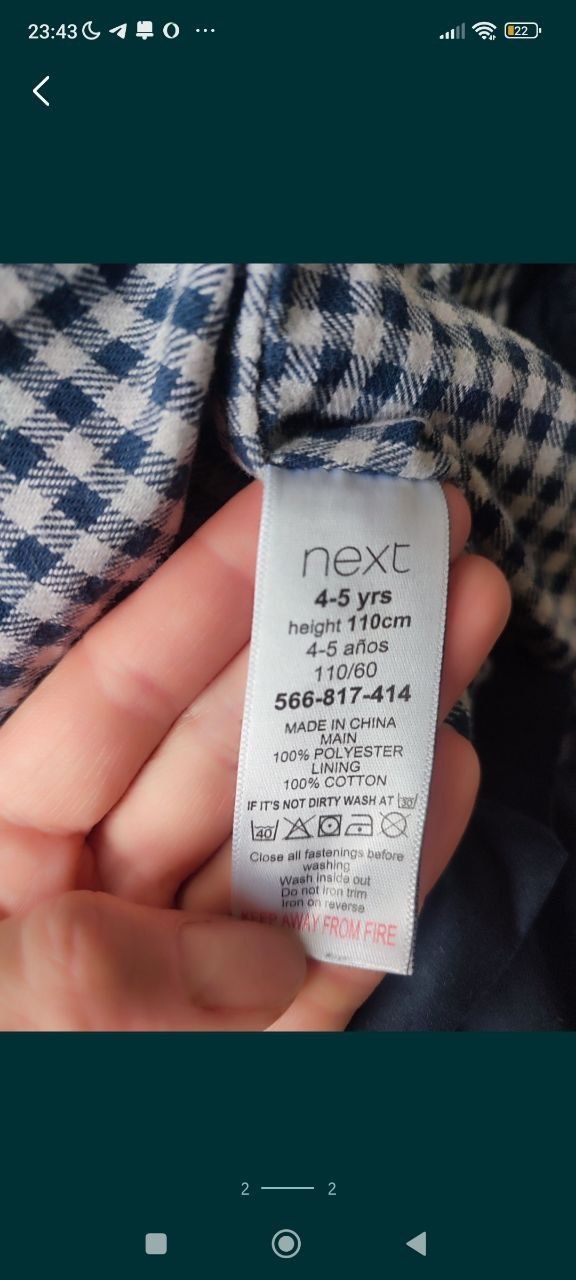 23:43
22
next
4-5 yrs
height 110cm
4-5 años
110/60
566-817-414
MADE IN CHINA
MAIN
100% POLYESTER
LINING
100% COTTON
IF IT'S NOT DIRTY WASH AT 30
40
Close all fastenings before
washing
Wash inside out
Do not iron trim
Iron on reverse
KEEP AWAY FROM FIRE
2 2